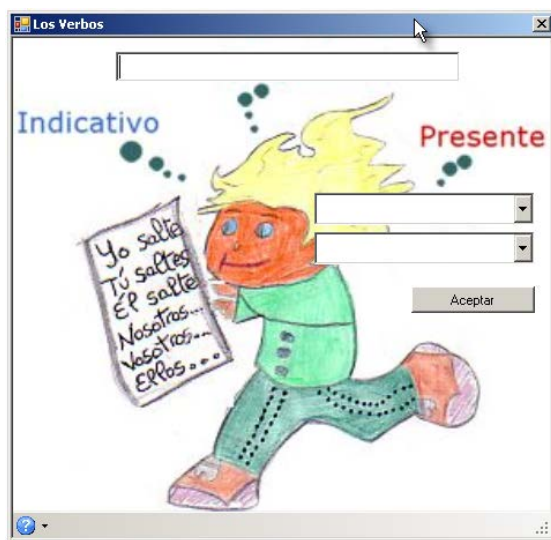 Los Verbos
Indicativo
Presente
Yo salte
Tú saltes
Él salte
Nosotros...
Vosotros...
Ellos...
Aceptar